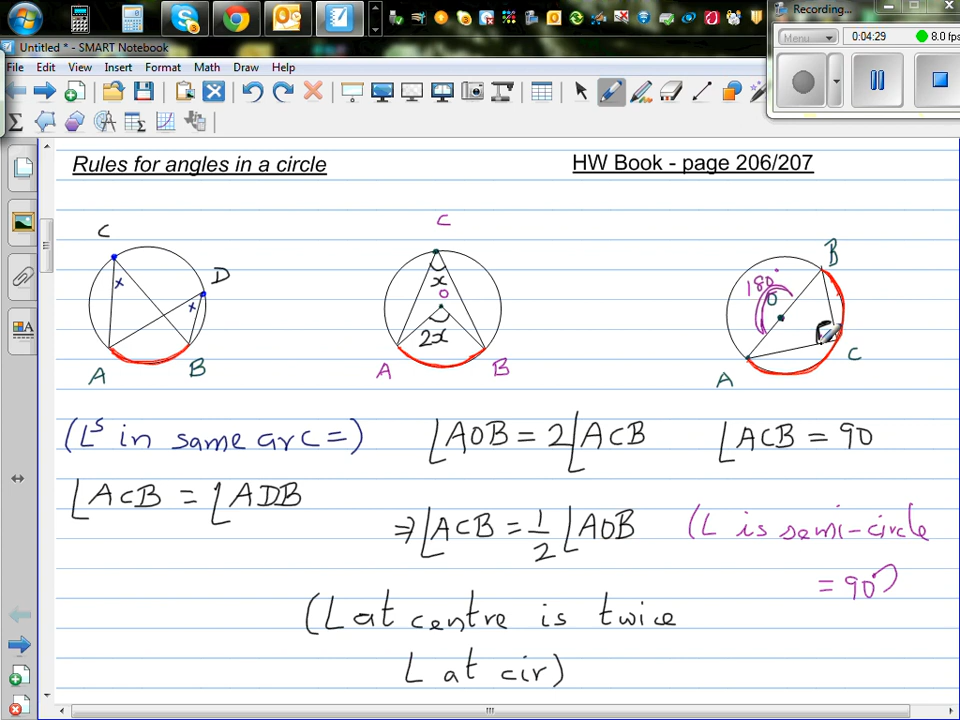 Recording...
Menu
0:04:29
8.0 fps
Untitled * - SMART Notebook
File Edit View Insert Format Math Draw Help
Rules for angles in a circle
HW Book - page 206/207
C
D
x
x
A
B
C
x
O
2x
A
B
B
180°
O
C
A
(∠s in same arc =)
∠ACB = ∠ADB
∠AOB = 2∠ACB
⇒ ∠ACB = 1/2 ∠AOB
(∠ at centre is twice
∠ at cir)
∠ACB = 90
(∠ is semi-circle
= 90°)